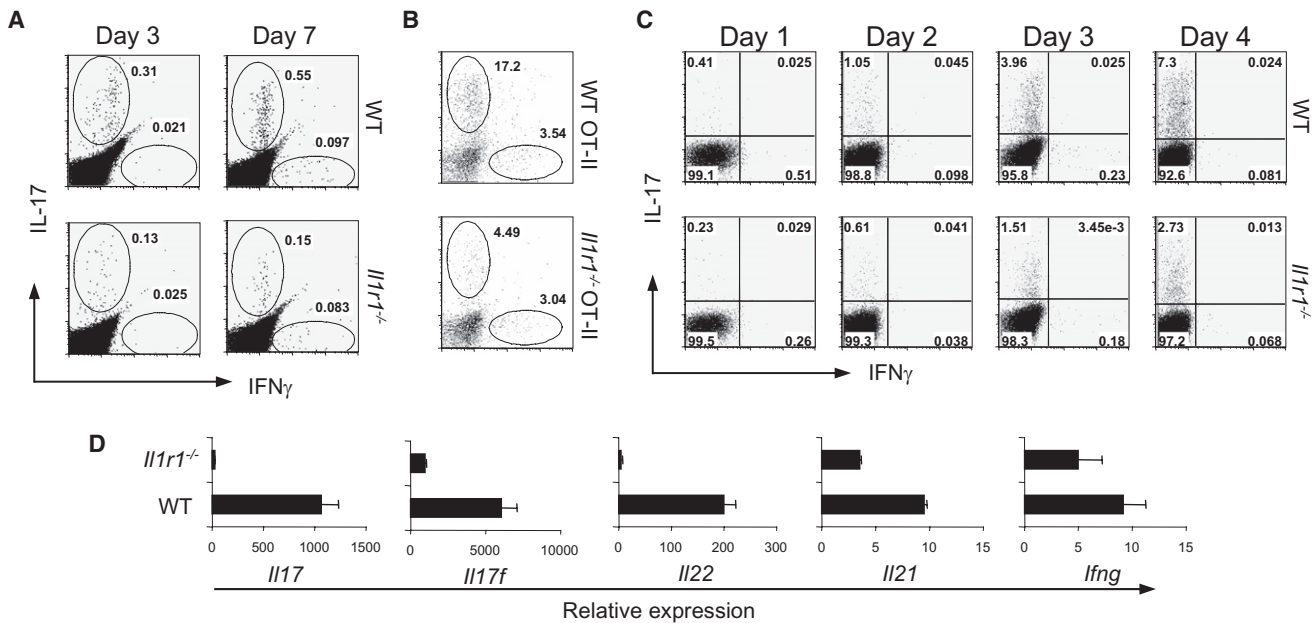 A
Day 3
Day 7
0.31
0.55
0.021
0.097
WT
0.13
0.15
0.025
0.083
Il1r1-/-
IL-17
IFNγ
B
17.2
3.54
WT OT-II
4.49
3.04
Il1r1-/- OT-II
C
Day 1
Day 2
Day 3
Day 4
0.41
0.025
1.05
0.045
3.96
0.025
7.3
0.024
99.1
0.51
98.8
0.098
95.8
0.23
92.6
0.081
WT
0.23
0.029
0.61
0.041
1.51
3.45e-3
2.73
0.013
99.5
0.26
99.3
0.038
98.3
0.18
97.2
0.068
Il1r1-/-
IL-17
IFNγ
D
Il1r1-/-
WT
0 500 1000 1500
0 5000 10000
0 100 200 300
0 5 10 15
0 5 10 15
Il17
Il17f
Il22
Il21
Ifng
Relative expression